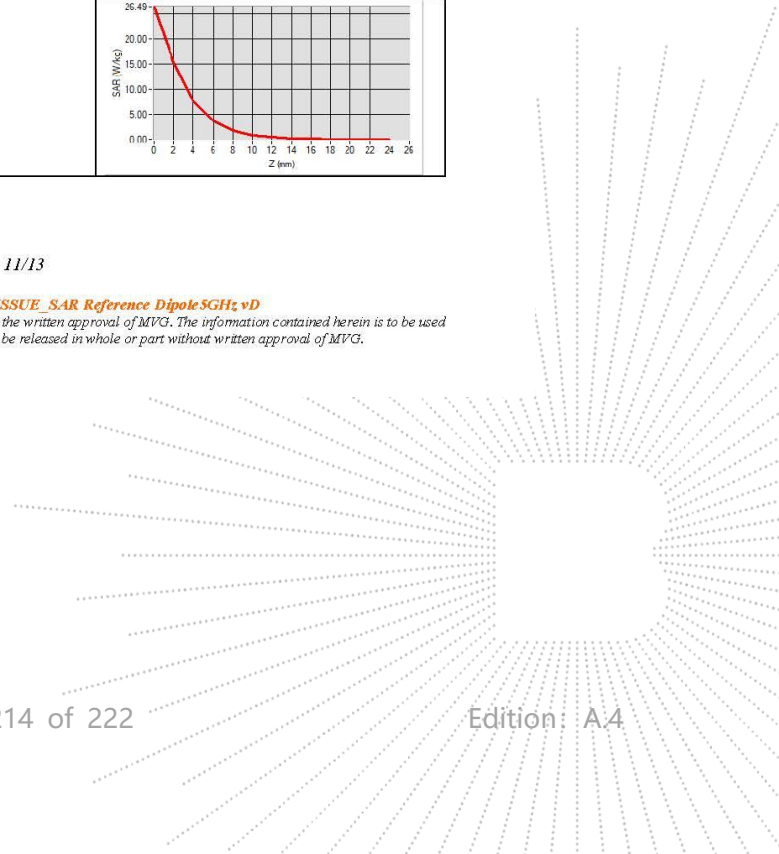 26.49
20.00
15.00
10.00
5.00
0.00
SAR (W/kg)
0 2 4 6 8 10 12 14 16 18 20 22 24 26
Z (mm)
11/13
SSUE_SAR Reference Dipole5GHz vD
the written approval of MVG. The information contained herein is to be used
be released in whole or part without written approval of MVG.
214 of 222 Edition: A.4